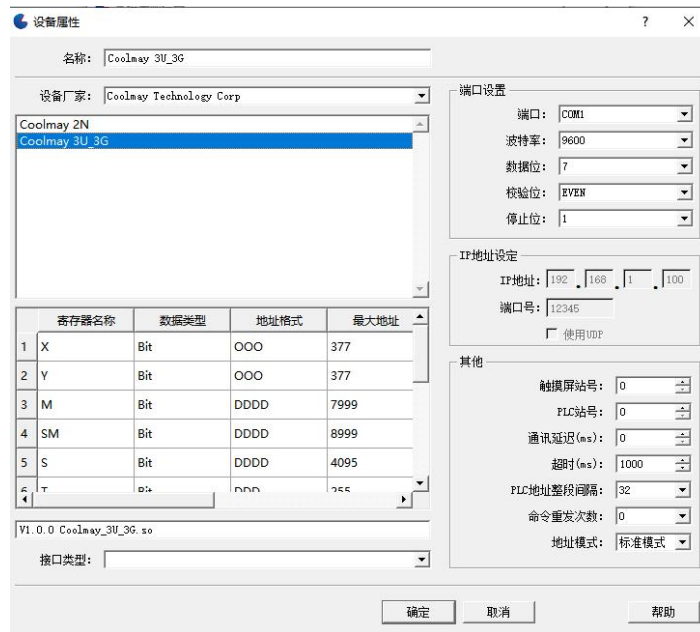 设备属性
?
×
名称： Coolmay 3U_3G
设备厂家： Coolmay Technology Corp
Coolmay 2N
Coolmay 3U_3G
寄存器名称 数据类型 地址格式 最大地址
1 X Bit OOO 377
2 Y Bit OOO 377
3 M Bit DDDD 7999
4 SM Bit DDDD 8999
5 S Bit DDDD 4095
6 T Bit DDD 255
V1.0.0 Coolmay_3U_3G.so
接口类型：
端口设置
端口： COM1
波特率： 9600
数据位： 7
校验位： EVEN
停止位： 1
IP地址设定
IP地址： 192 . 168 . 1 . 100
端口号： 12345
使用UDP
其他
触摸屏站号： 0
PLC站号： 0
通讯延迟(ms)： 0
超时(ms)： 1000
PLC地址整段间隔： 32
命令重发次数： 0
地址模式： 标准模式
确定 取消 帮助